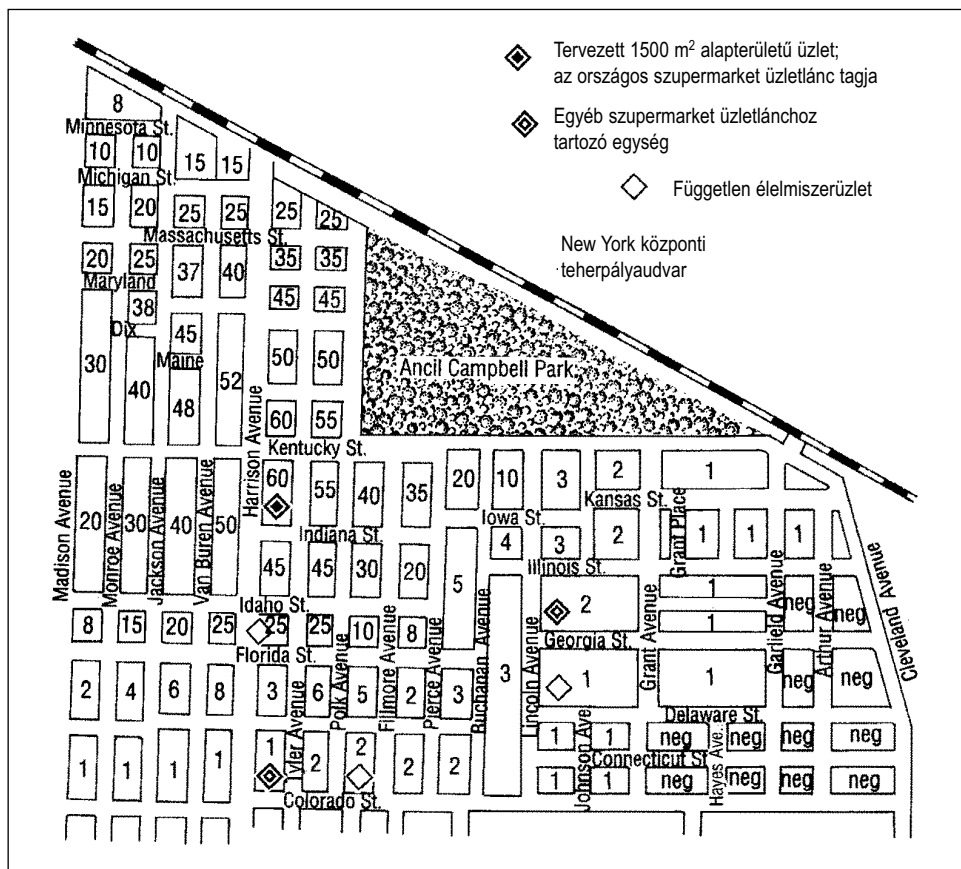 Tervezett 1500 m² alapterületű üzlet;
az országos szupermarket üzletlánc tagja
Egyéb szupermarket üzletlánchoz
tartozó egység
Független élelmiszerüzlet
New York központi
teherpályaudvar
8
Minnesota St.
10 10 15 15
Michigan St.
15 20 25 25 25 25
Massachusetts St.
20 25 37 40 35 35
Maryland
38 45 45
Dix
45
Maine
30 40 48 52 50 50
Ancil Campbell Park
60 55
Harrison Avenue
Kentucky St.
60 55 40 35 20 10 3 2 1
Kansas St.
Madison Avenue
20
Monroe Avenue
30
Jackson Avenue
40
Van Buren Avenue
50
Indiana St.
Iowa St.
4 3 2 1 1 1
Grant Place
Illinois St.
45 45 30 20 5
2 1 neg neg
1
Idaho St.
8 15 20 25 25 25 10 8
Georgia St.
Florida St.
Grant Avenue
Garlield Avenue
Arthur Avenue
Cleveland Avenue
2 4 6 8 3 6 5 2 3 3 1 1 neg neg
Tyler Avenue
Polk Avenue
Fillmore Avenue
Pierce Avenue
Buchanan Avenue
Lincoln Avenue
Delaware St.
1 1 neg neg neg neg
1 1 1 1 1 2 2 2 2
Connecticut St
Johnson Ave.
Hayes Ave.
1 1 neg neg neg neg
Colorado St.